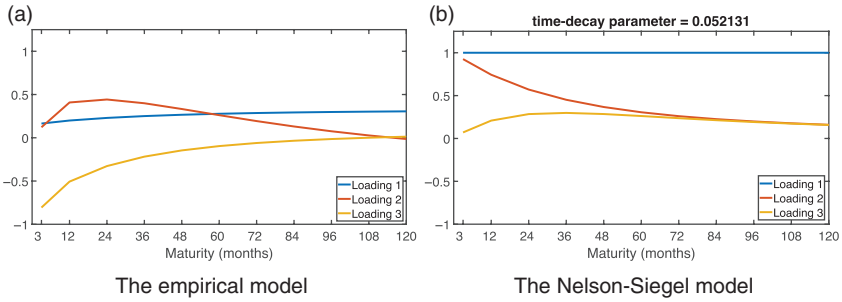 (a)
1
0.5
0
−0.5
−1
3 12 24 36 48 60 72 84 96 108 120
Maturity (months)
Loading 1
Loading 2
Loading 3
The empirical model
(b)
time-decay parameter = 0.052131
1
0.5
0
−0.5
−1
3 12 24 36 48 60 72 84 96 108 120
Maturity (months)
Loading 1
Loading 2
Loading 3
The Nelson-Siegel model